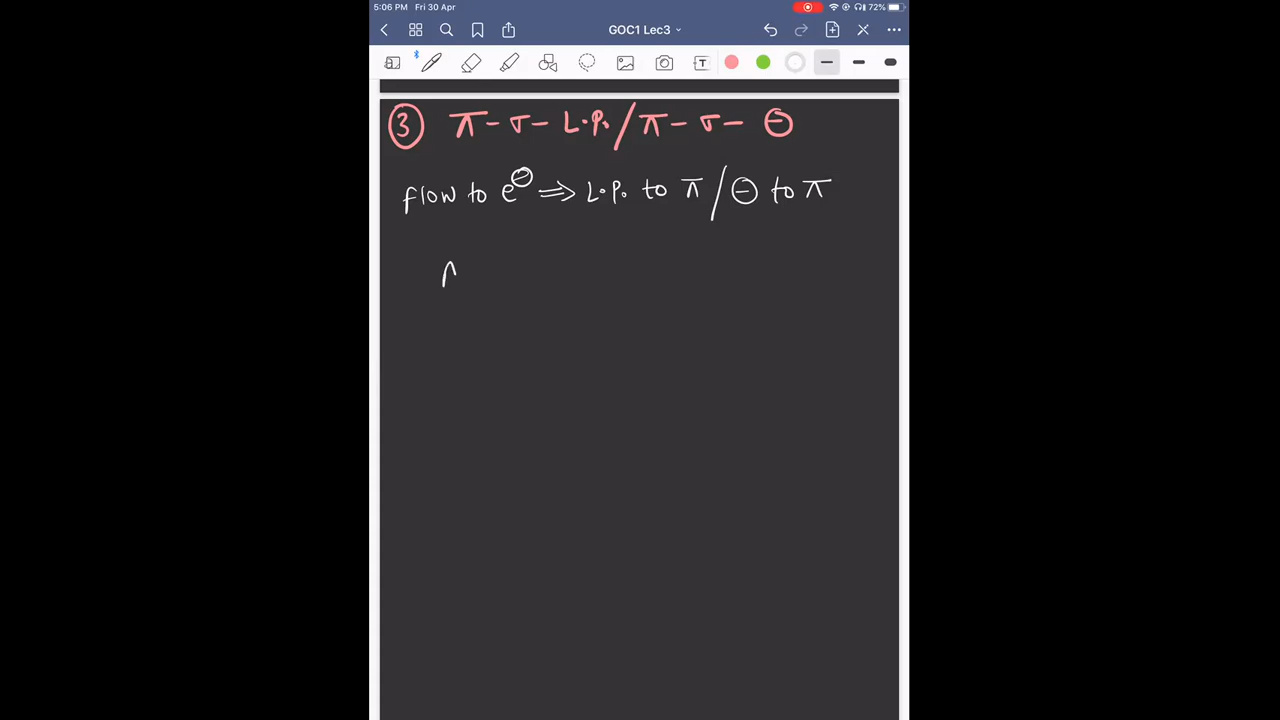 5:06 PM Fri 30 Apr 72%
GOC1 Lec3
T
③ π - σ - L.P. / π - σ - ⊖
flow to e⊖ ⇒ L.P. to π / ⊖ to π